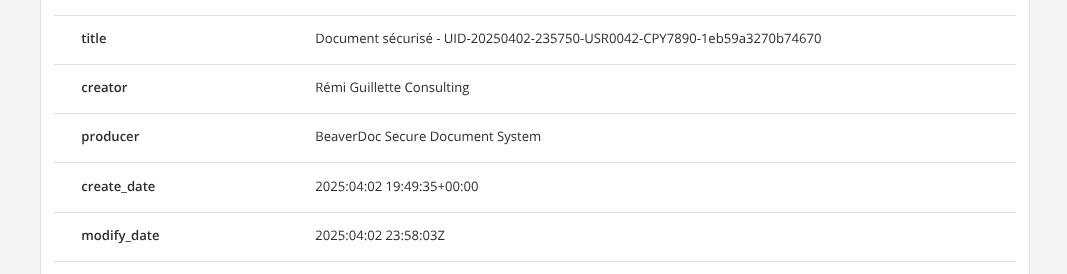 title Document sécurisé - UID-20250402-235750-USR0042-CPY7890-1eb59a3270b74670
creator Rémi Guillette Consulting
producer BeaverDoc Secure Document System
create_date 2025:04:02 19:49:35+00:00
modify_date 2025:04:02 23:58:03Z